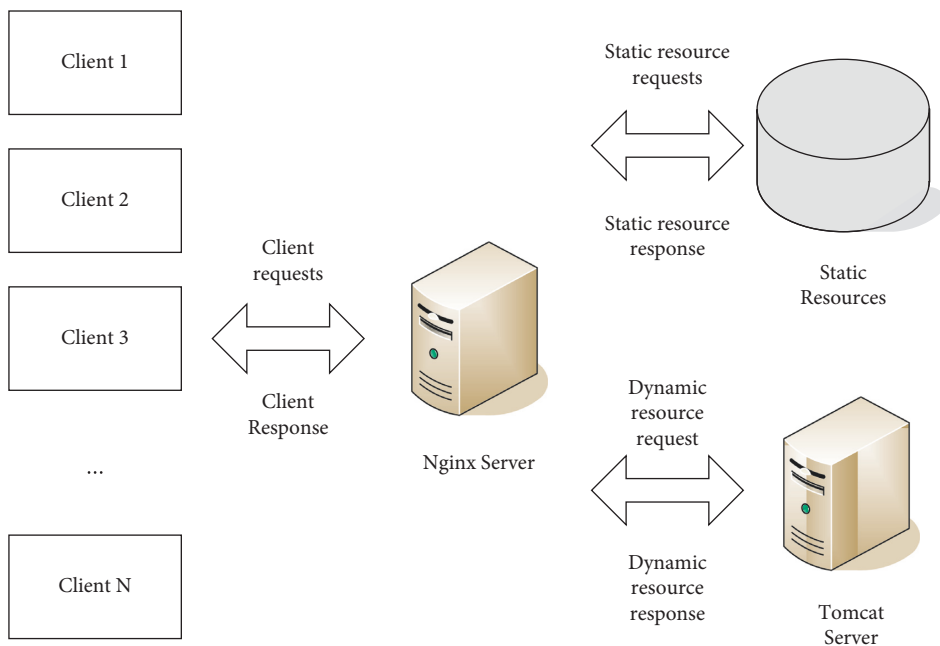 Client 1
Client 2
Client 3
...
Client N
Client
requests
Client
Response
Nginx Server
Static resource
requests
Static resource
response
Static
Resources
Dynamic
resource
request
Dynamic
resource
response
Tomcat
Server